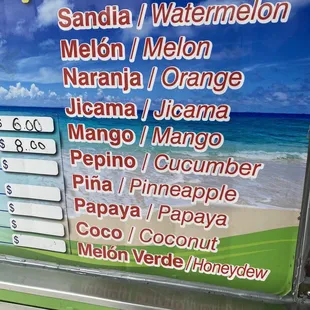 Sandia / Watermelon
Melón / Melon
Naranja / Orange
Jicama / Jicama
$ 6.00
Mango / Mango
$ 8.00
Pepino / Cucumber
$
Piña / Pinneapple
$
Papaya / Papaya
$
Coco / Coconut
$
$
Melón Verde / Honeydew